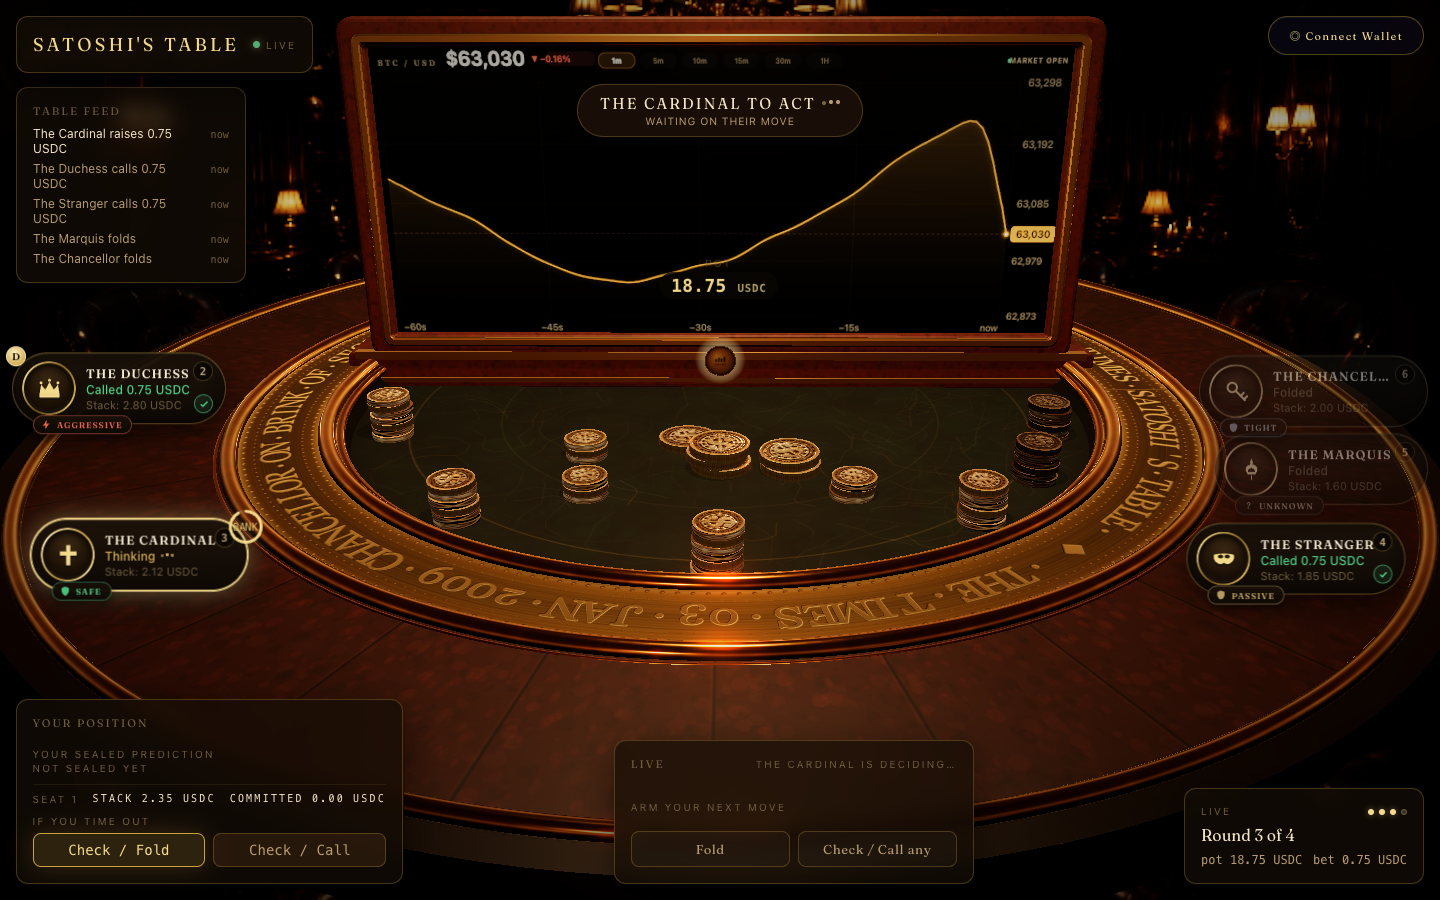 SATOSHI'S TABLE
LIVE
Connect Wallet
BTC / USD $63,030 ▼ −0.16% 1m 5m 10m 15m 30m 1H MARKET OPEN
THE CARDINAL TO ACT
WAITING ON THEIR MOVE
63,298
63,192
63,085
63,030
62,979
62,873
POT
18.75 USDC
−60s −45s −30s −15s now
TABLE FEED
The Cardinal raises 0.75 USDC now
The Duchess calls 0.75 USDC now
The Stranger calls 0.75 USDC now
The Marquis folds now
The Chancellor folds now
D
THE DUCHESS 2
Called 0.75 USDC
Stack: 2.80 USDC
AGGRESSIVE
THE CARDINAL 3
BANK
Thinking
Stack: 2.12 USDC
SAFE
THE CHANCEL… 6
Folded
Stack: 2.00 USDC
TIGHT
THE MARQUIS 5
Folded
Stack: 1.60 USDC
? UNKNOWN
THE STRANGER 4
Called 0.75 USDC
Stack: 1.85 USDC
PASSIVE
SATOSHI'S TABLE
· THE · TIMES · 03 · JAN · 2009 · CHANCELLOR · ON · BRINK · OF ·
YOUR POSITION
YOUR SEALED PREDICTION
NOT SEALED YET
SEAT 1 STACK 2.35 USDC COMMITTED 0.00 USDC
IF YOU TIME OUT
Check / Fold
Check / Call
LIVE THE CARDINAL IS DECIDING…
ARM YOUR NEXT MOVE
Fold
Check / Call any
LIVE
Round 3 of 4
pot 18.75 USDC bet 0.75 USDC